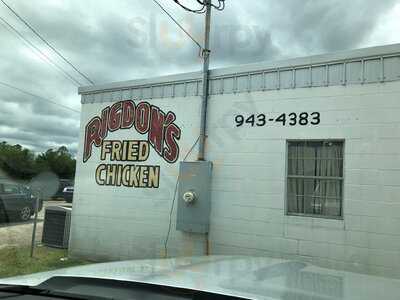 RIGDON'S
FRIED
CHICKEN
943-4383